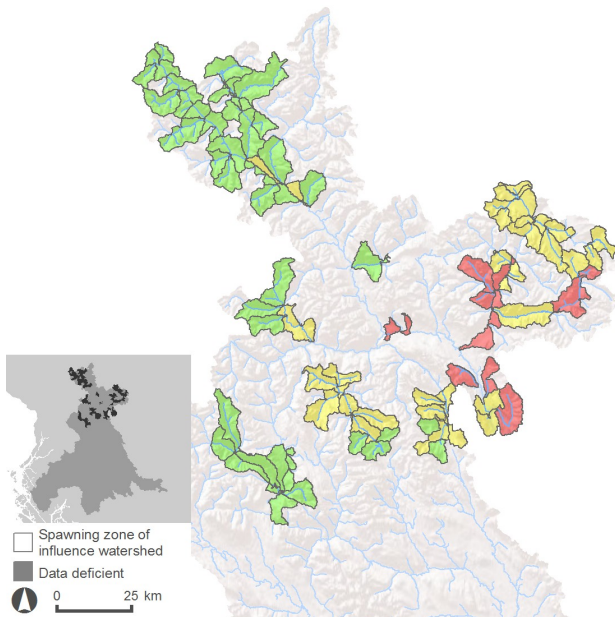 Spawning zone of
influence watershed
Data deficient
0 25 km